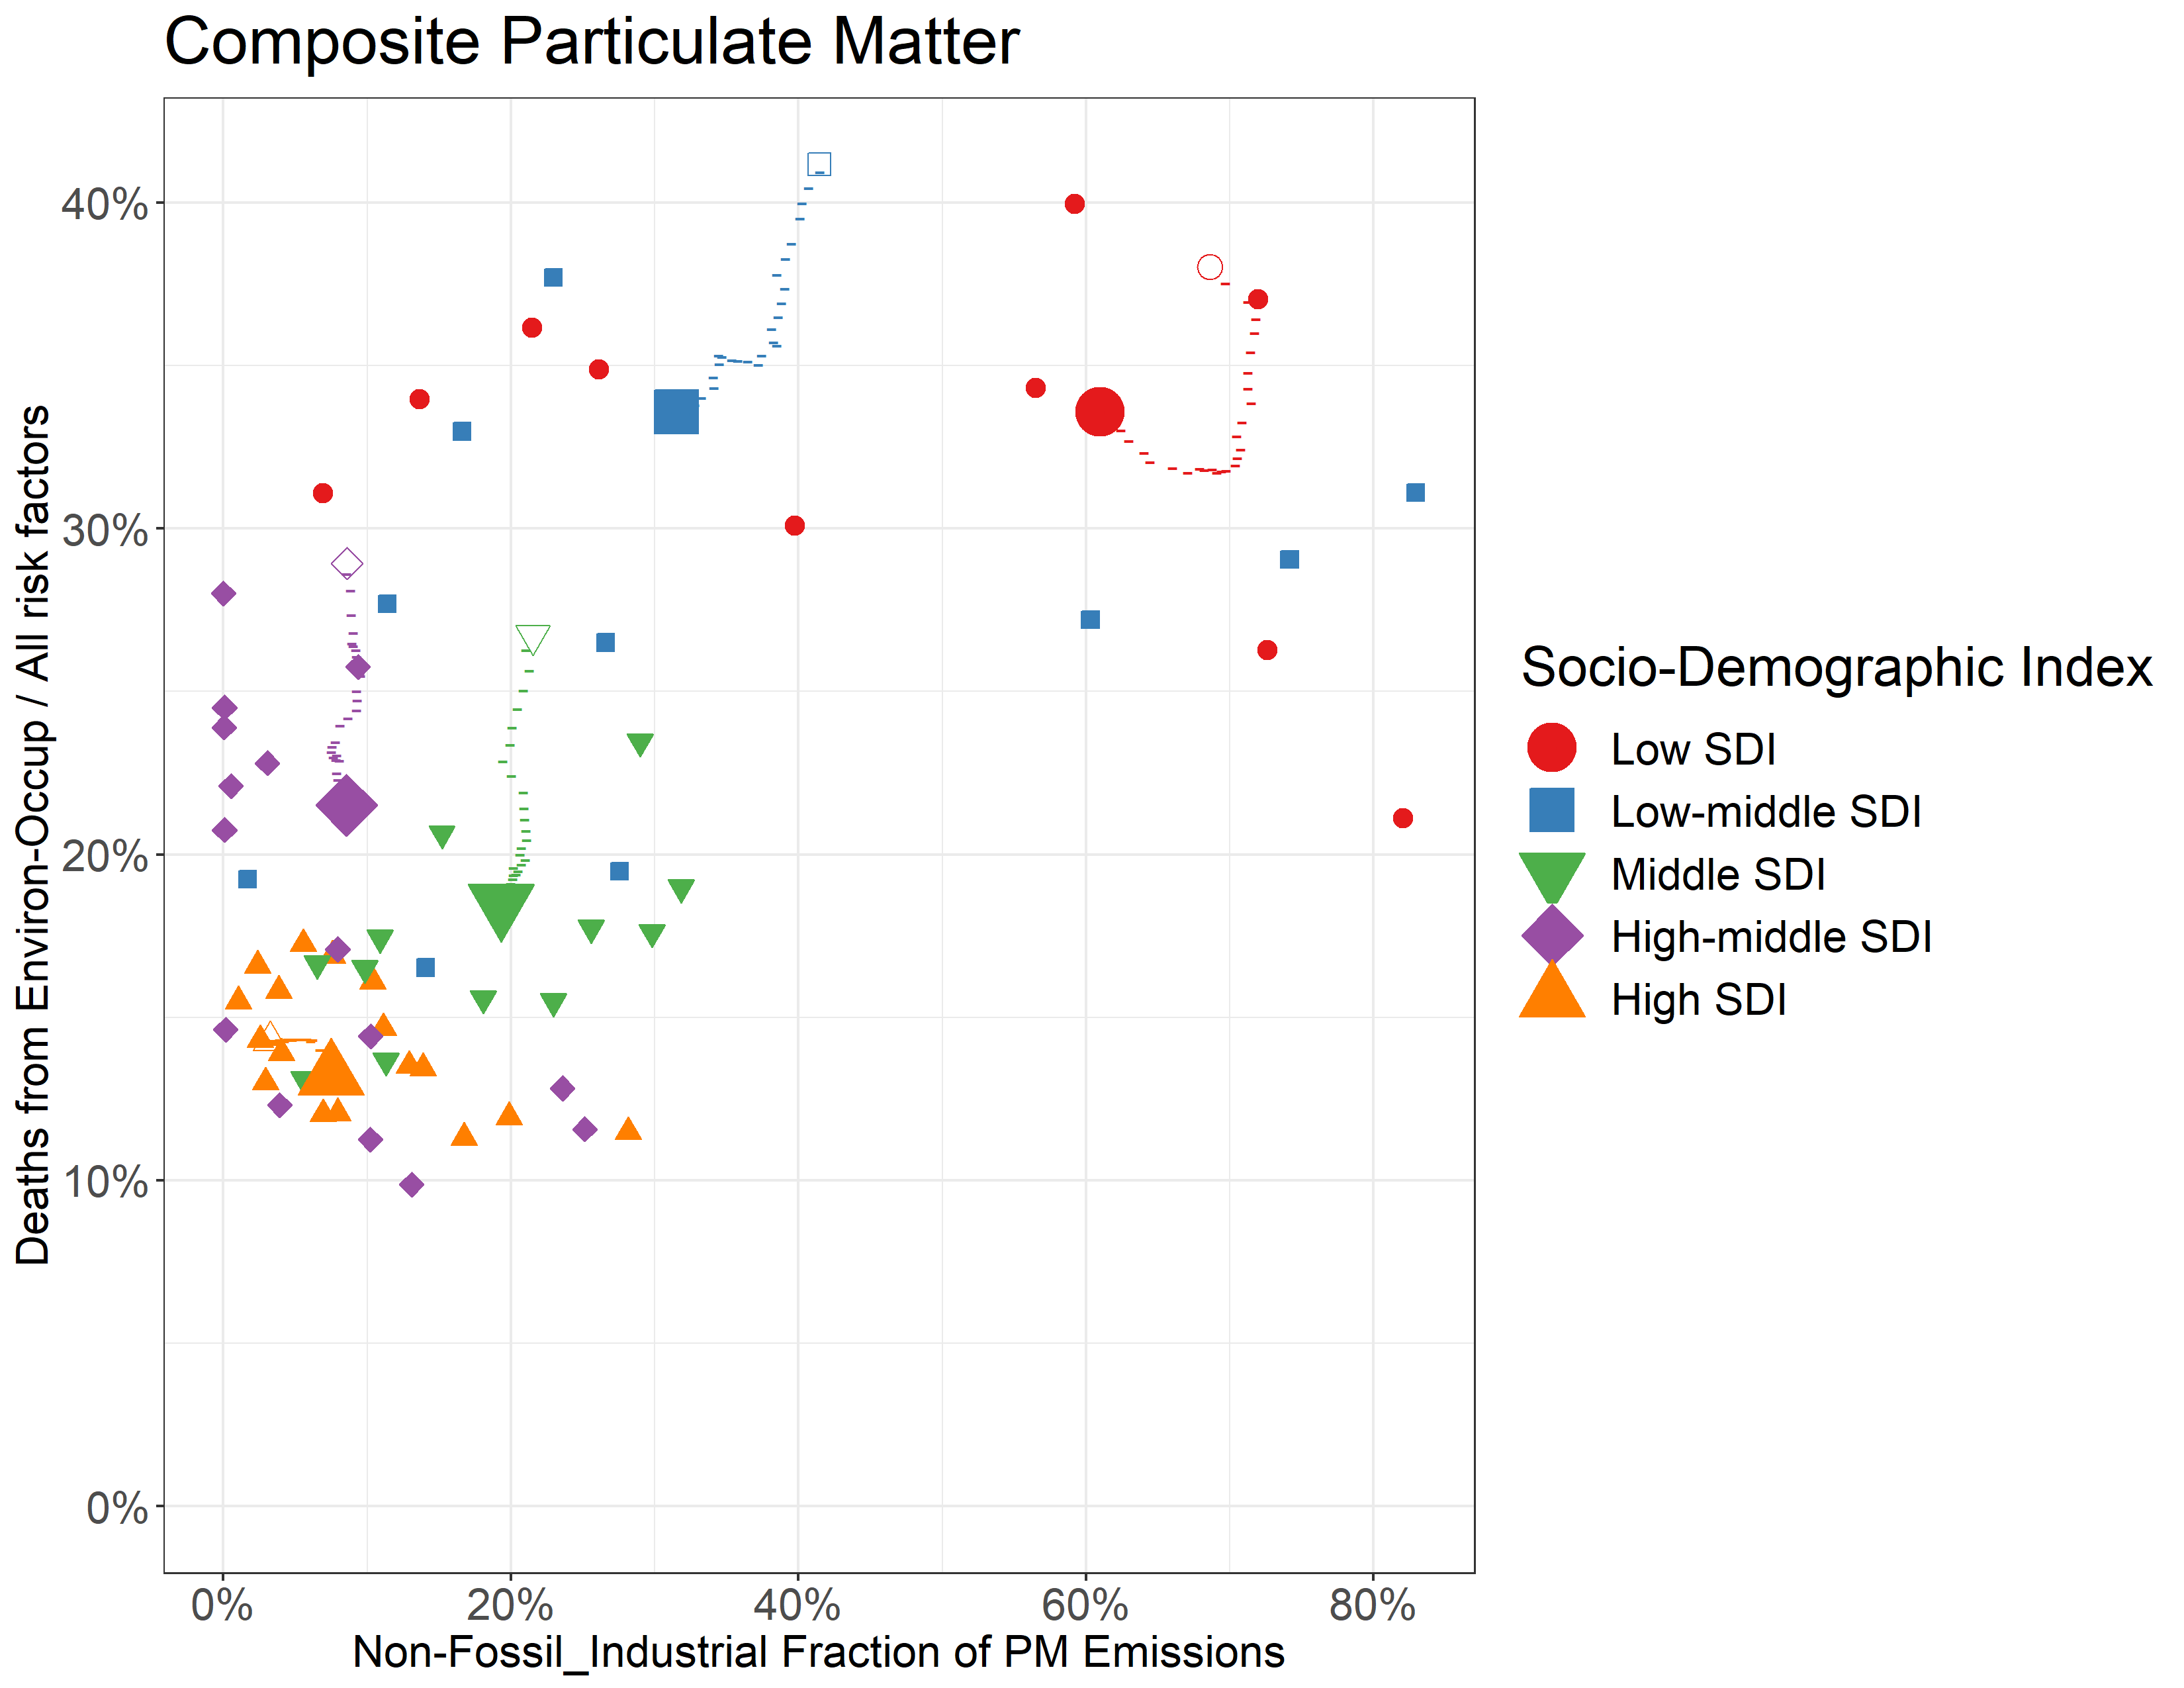 Composite Particulate Matter
Deaths from Environ-Occup / All risk factors
40%
30%
20%
10%
0%
0%
20%
40%
60%
80%
Non-Fossil_Industrial Fraction of PM Emissions
Socio-Demographic Index
Low SDI
Low-middle SDI
Middle SDI
High-middle SDI
High SDI